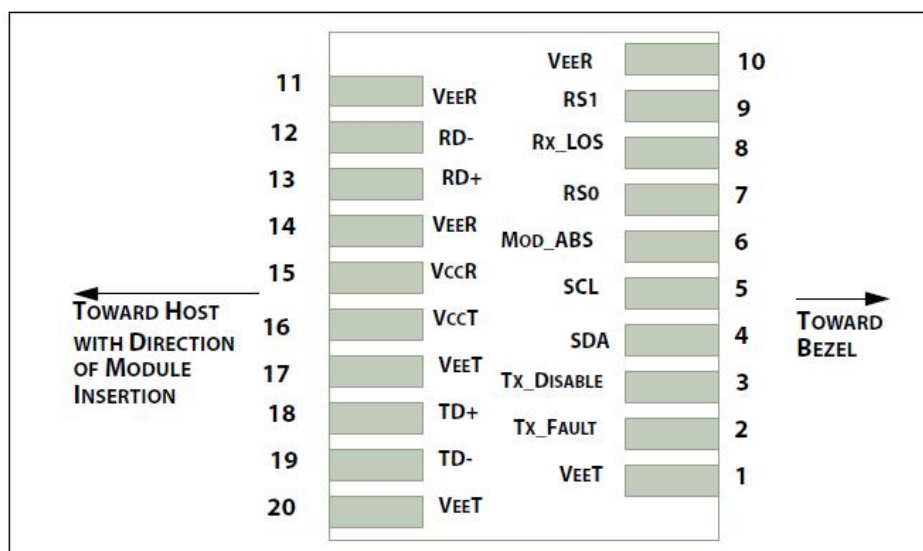 11 VEER
12 RD-
13 RD+
14 VEER
15 VCCR
16 VCCT
17 VEET
18 TD+
19 TD-
20 VEET
VEER 10
RS1 9
RX_LOS 8
RS0 7
MOD_ABS 6
SCL 5
SDA 4
TX_DISABLE 3
TX_FAULT 2
VEET 1
TOWARD HOST
WITH DIRECTION
OF MODULE
INSERTION
TOWARD
BEZEL